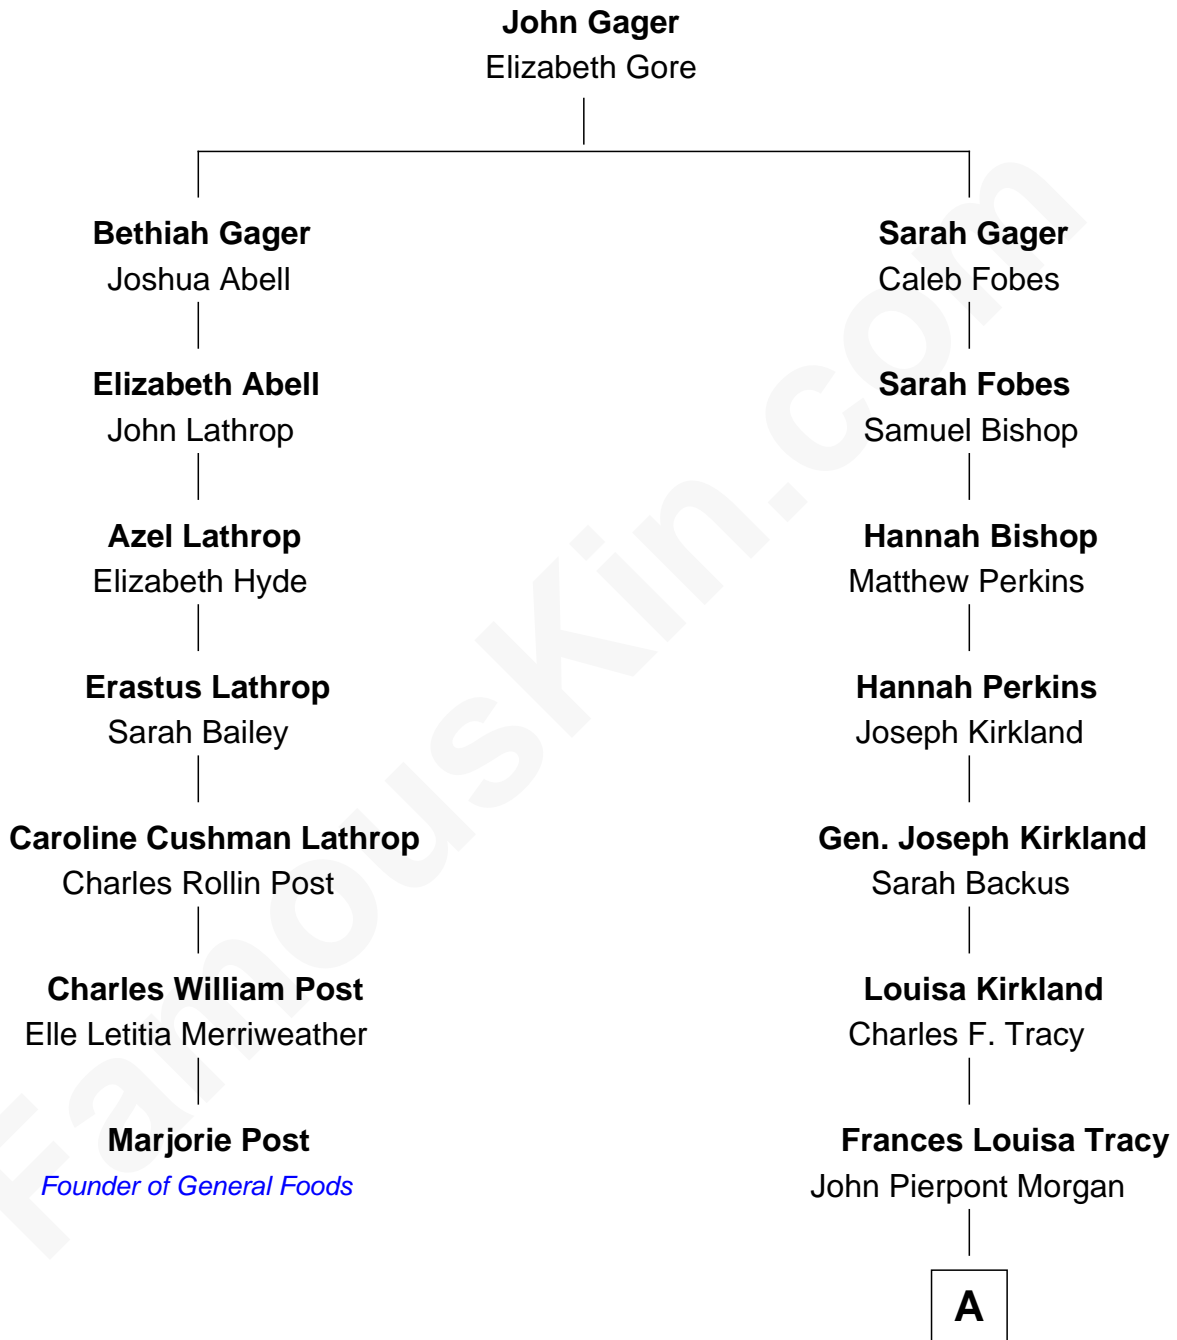 John Gager
Elizabeth Gore
Bethiah Gager
Joshua Abell
Sarah Gager
Caleb Fobes
Elizabeth Abell
John Lathrop
Sarah Fobes
Samuel Bishop
Azel Lathrop
Elizabeth Hyde
Hannah Bishop
Matthew Perkins
Erastus Lathrop
Sarah Bailey
Hannah Perkins
Joseph Kirkland
Caroline Cushman Lathrop
Charles Rollin Post
Gen. Joseph Kirkland
Sarah Backus
Charles William Post
Elle Letitia Merriweather
Louisa Kirkland
Charles F. Tracy
Marjorie Post
Founder of General Foods
Frances Louisa Tracy
John Pierpont Morgan
A
FamousKin.com